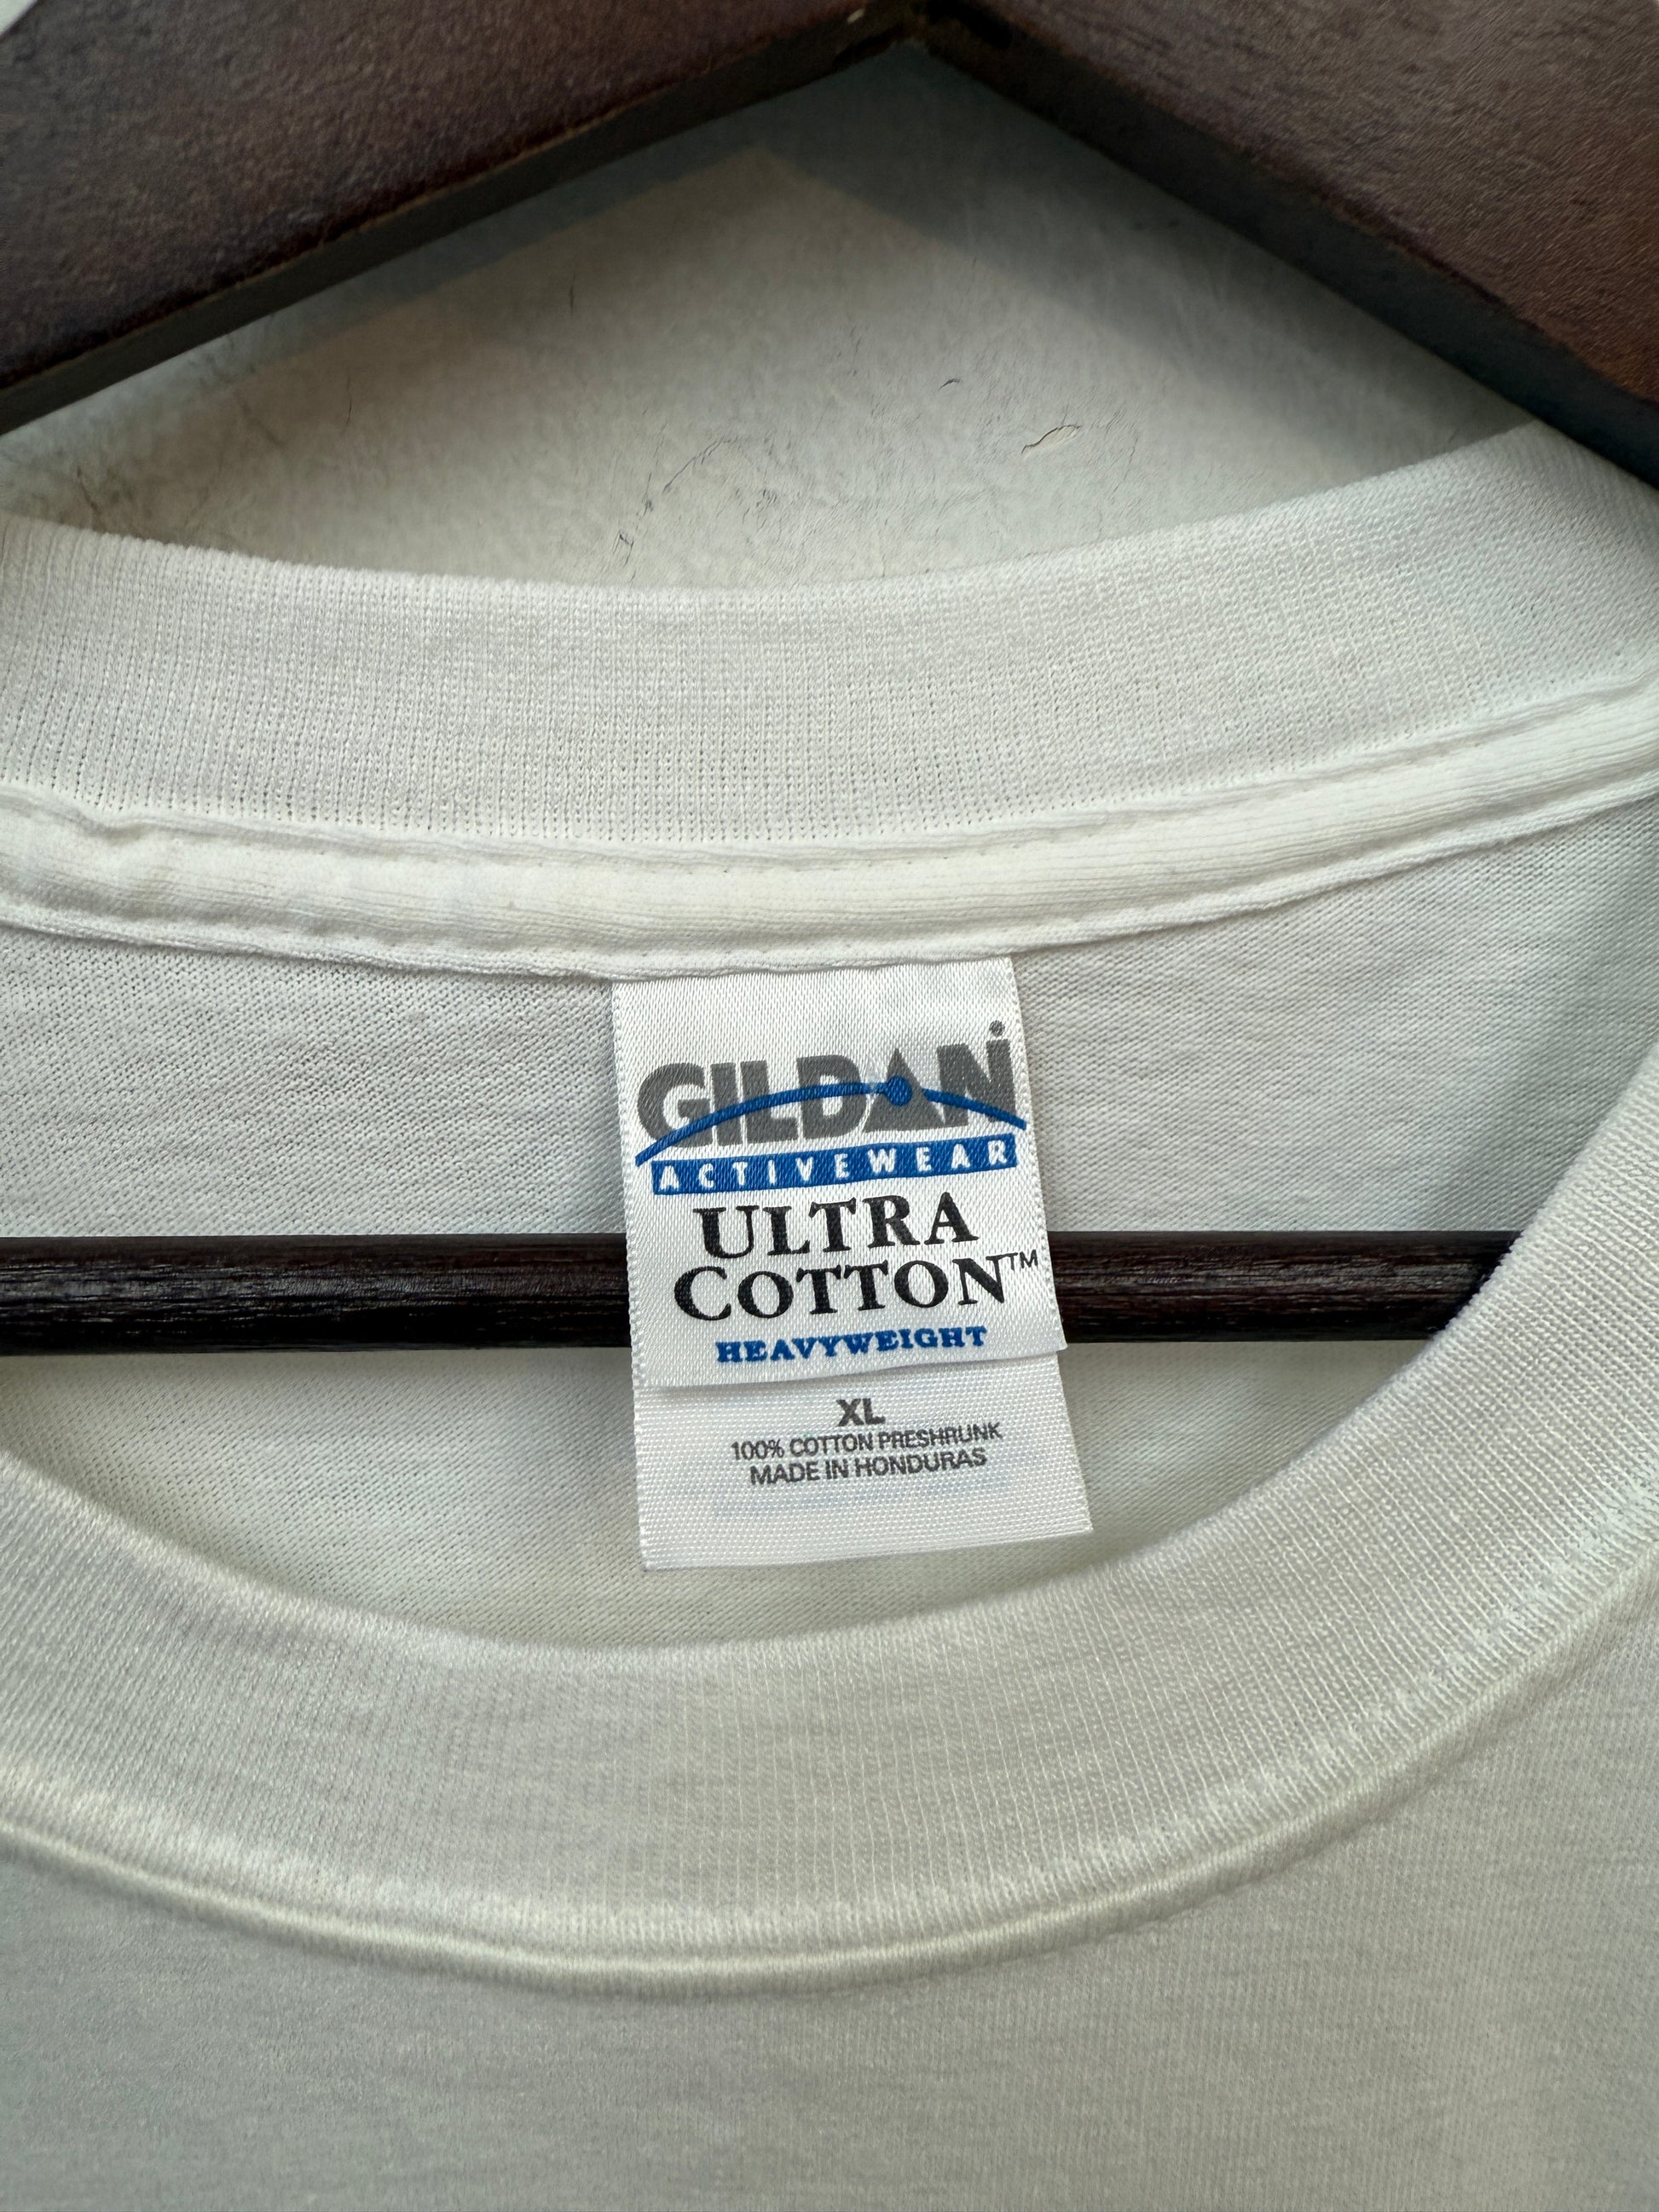 GILDAN
ACTIVEWEAR
ULTRA
COTTON™
HEAVYWEIGHT
XL
100% COTTON PRESHRUNK
MADE IN HONDURAS